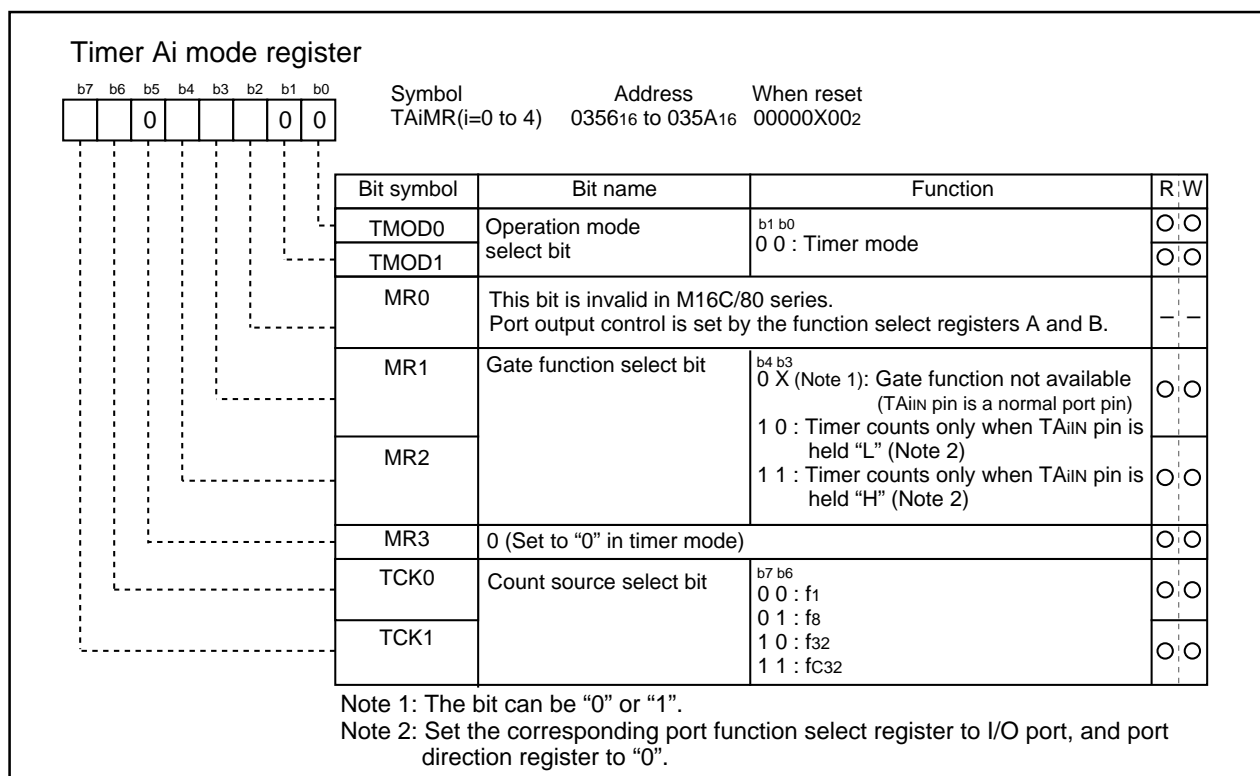 Timer Ai mode register
b7 b6 b5 b4 b3 b2 b1 b0
0 0 0
Symbol Address When reset
TAiMR(i=0 to 4) 035616 to 035A16 00000X002
Bit symbol Bit name Function R W
TMOD0 Operation mode select bit b1 b0
0 0 : Timer mode
TMOD1
MR0 This bit is invalid in M16C/80 series.
Port output control is set by the function select registers A and B. – –
MR1 Gate function select bit b4 b3
0 X (Note 1): Gate function not available
(TAiIN pin is a normal port pin)
1 0 : Timer counts only when TAiIN pin is
held “L” (Note 2)
MR2
1 1 : Timer counts only when TAiIN pin is
held “H” (Note 2)
MR3 0 (Set to “0” in timer mode)
TCK0 Count source select bit b7 b6
0 0 : f1
0 1 : f8
TCK1
1 0 : f32
1 1 : fC32
Note 1: The bit can be “0” or “1”.
Note 2: Set the corresponding port function select register to I/O port, and port
direction register to “0”.